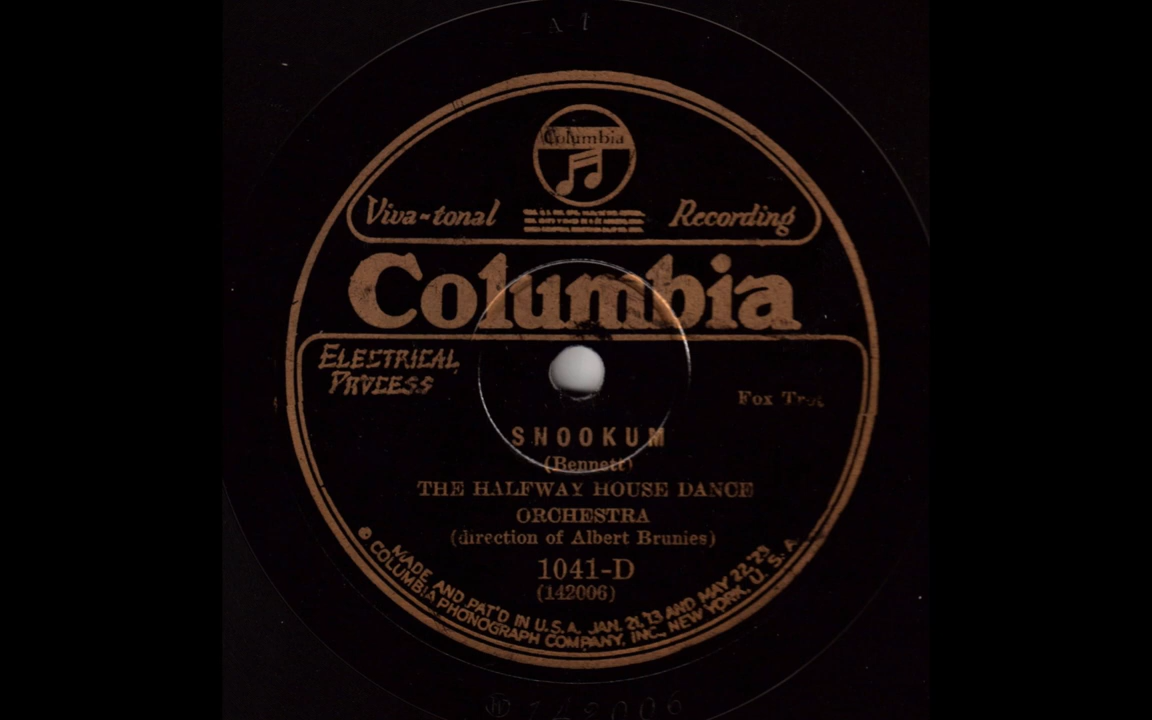 A-1
Columbia
Viva-tonal Recording
Columbia
ELECTRICAL
PROCESS
Fox Trot
SNOOKUM
(Bennett)
THE HALFWAY HOUSE DANCE
ORCHESTRA
(direction of Albert Brunies)
1041-D
(142006)
MADE AND PAT'D IN U.S.A. JAN. 21, '13 AND MAY 22, '23
COLUMBIA PHONOGRAPH COMPANY, INC., NEW YORK, U. S. A.
142006